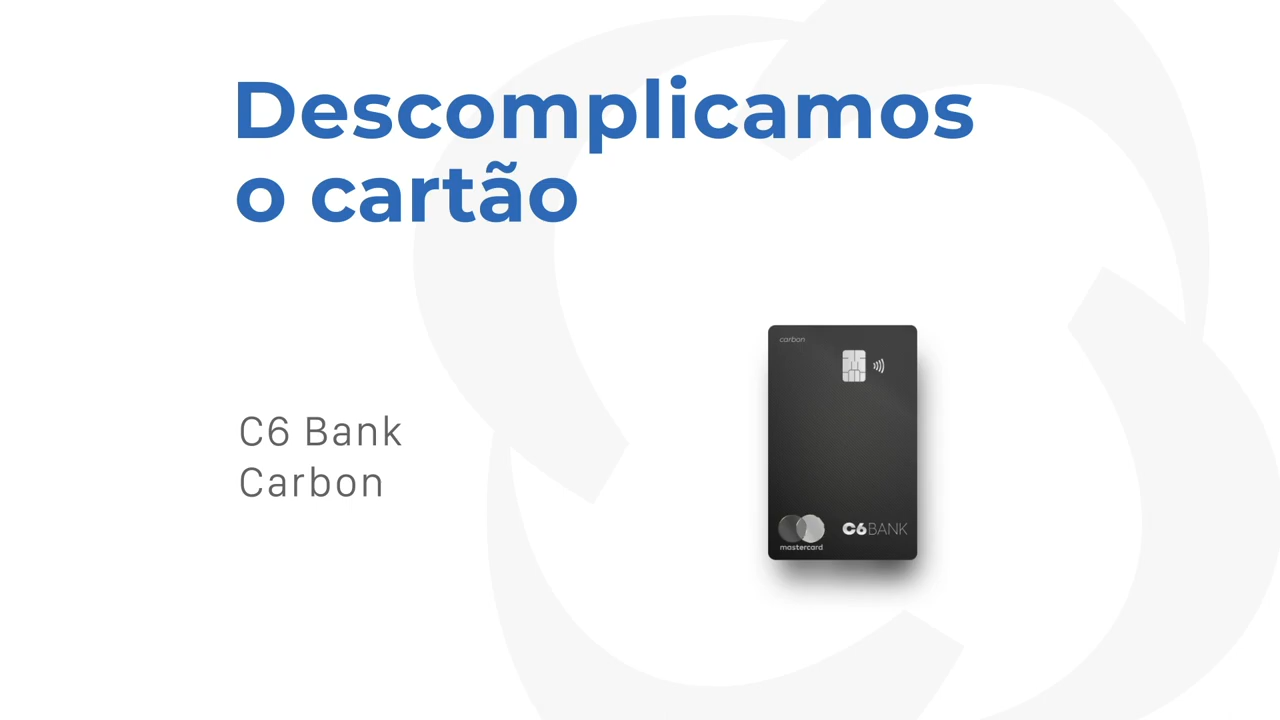 Descomplicamos
o cartão
carbon
C6 Bank
Carbon
mastercard
C6BANK